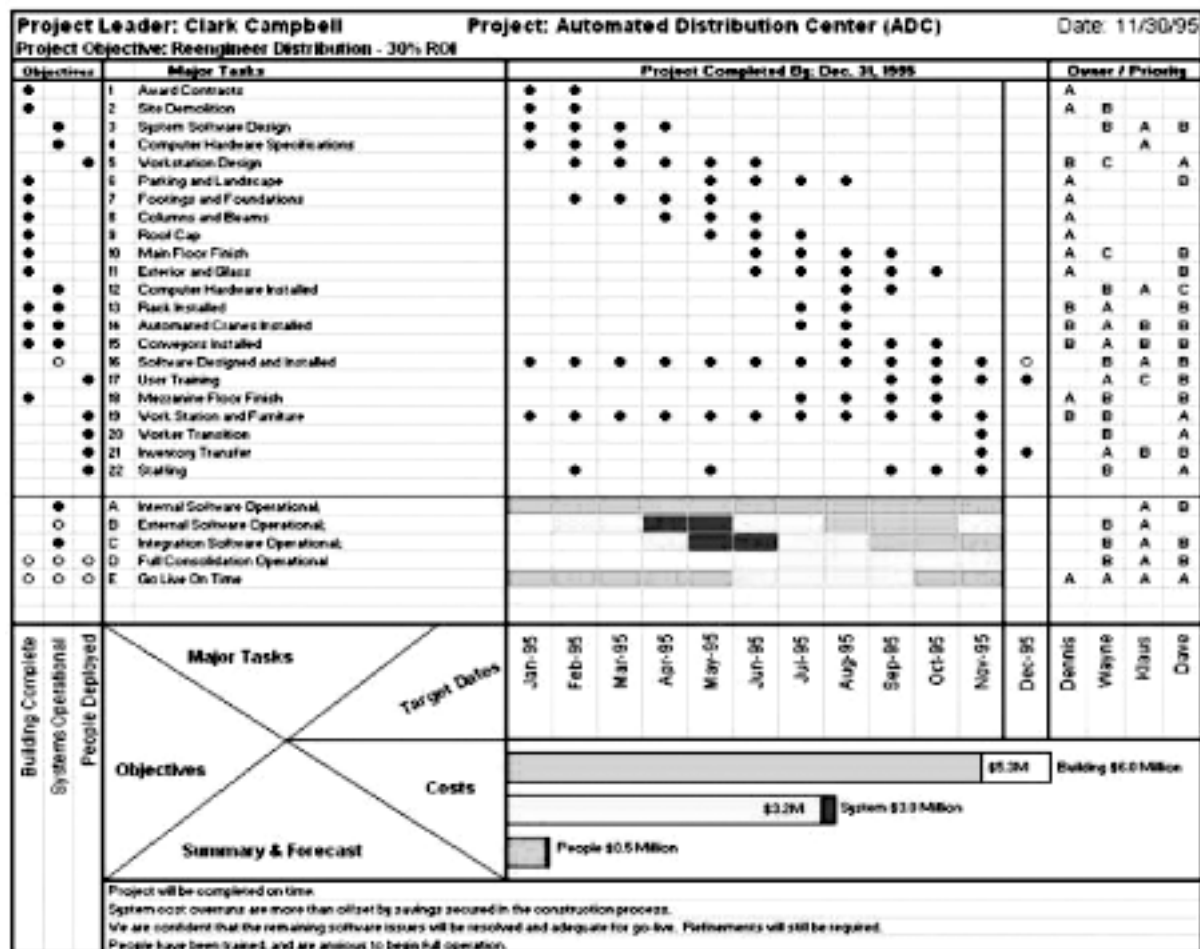 Project Leader: Clark Campbell Project: Automated Distribution Center (ADC) Date: 11/30/95
Project Objective: Reengineer Distribution - 30% ROI
Objectives Major Tasks Project Completed By: Dec. 31, 1995 Owner / Priority
1 Award Contracts A
2 Site Demolition A B
3 System Software Design B A B
4 Computer Hardware Specifications A
5 Workstation Design B C A
6 Parking and Landscape A B
7 Footings and Foundations A
8 Columns and Beams A
9 Roof Cap A
10 Main Floor Finish A C B
11 Exterior and Glass A B
12 Computer Hardware Installed B A C
13 Rack Installed B A B
14 Automated Cranes Installed B A B B
15 Conveyors Installed B A B B
16 Software Designed and Installed B A B
17 User Training A C B
18 Mezzanine Floor Finish A B B
19 Work Station and Furniture B B A
20 Worker Transition B A
21 Inventory Transfer A B B
22 Staffing B A
A Internal Software Operational; A B
B External Software Operational; B A
C Integration Software Operational; B A B
D Full Consolidation Operational B A B
E Go Live On Time A A A A
Building Complete
Systems Operational
People Deployed
Major Tasks
Target Dates
Jan-95 Feb-95 Mar-95 Apr-95 May-95 Jun-95 Jul-95 Aug-95 Sep-95 Oct-95 Nov-95 Dec-95 Dennis Wayne Klaus Dave
Objectives
Costs
Summary & Forecast
$5.3M Building $6.0 Million
$3.2M System $3.0 Million
People $0.5 Million
Project will be completed on time.
System cost overruns are more than offset by savings secured in the construction process.
We are confident that the remaining software issues will be resolved and adequate for go-live. Refinements will still be required.
People have been trained, and are anxious to begin full operation.